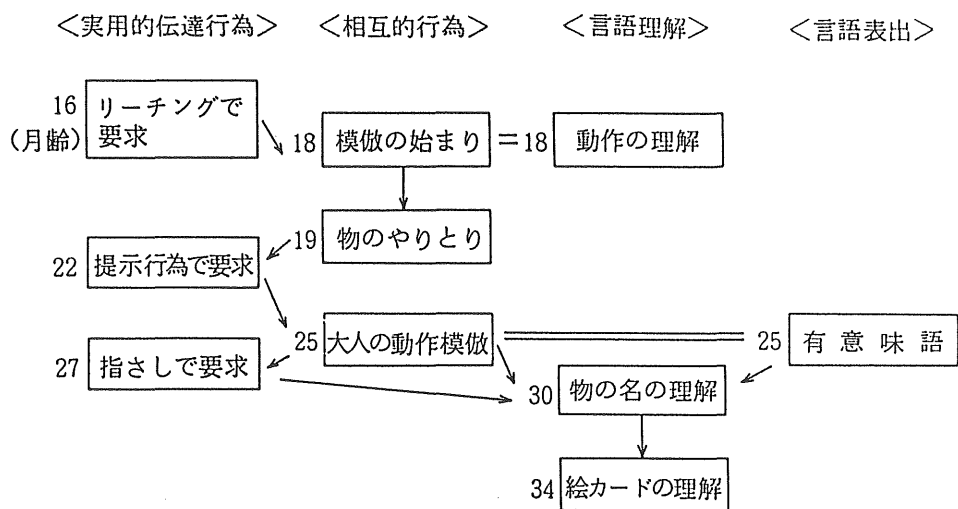 <実用的伝達行為> <相互的行為> <言語理解> <言語表出>
16 リーチングで
(月齢) 要求
18 模倣の始まり = 18 動作の理解
19 物のやりとり
22 提示行為で要求
25 大人の動作模倣 25 有意味語
27 指さしで要求
30 物の名の理解
34 絵カードの理解